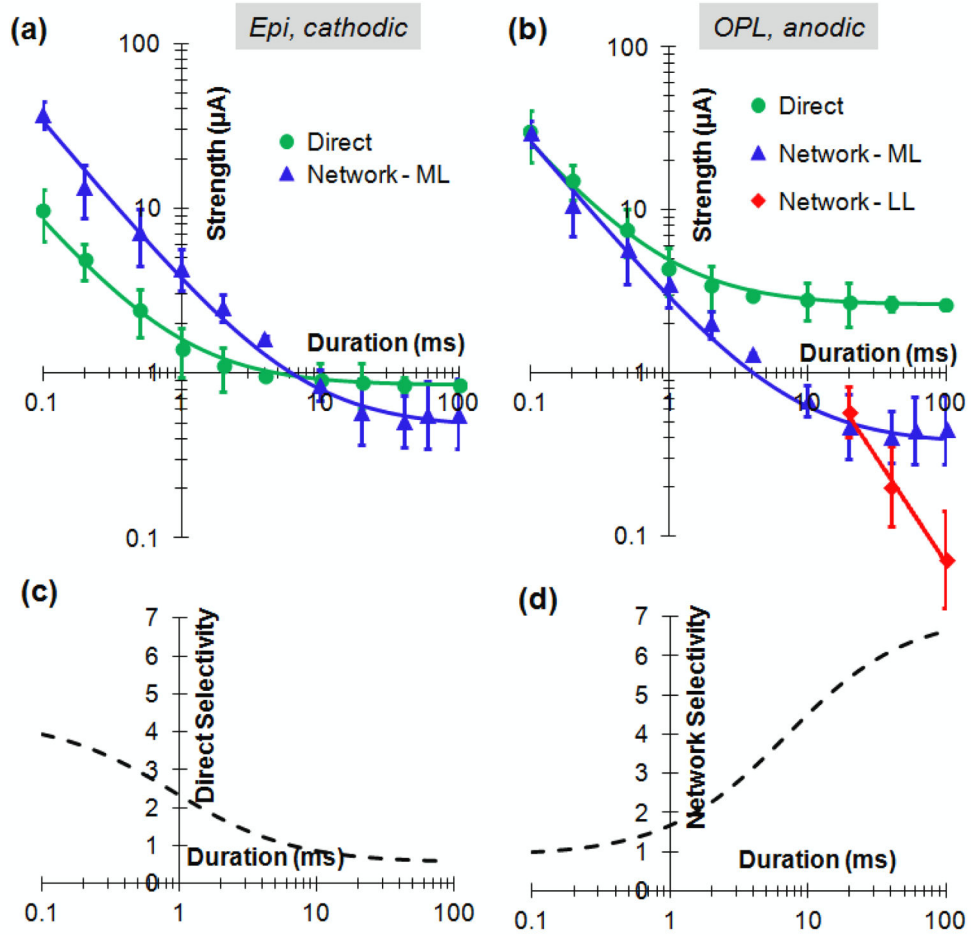 (a)
Epi, cathodic
100
Strength (µA)
Direct
Network - ML
10
Duration (ms)
1
0.1
1
10
100
0.1
(b)
OPL, anodic
100
Strength (µA)
Direct
Network - ML
Network - LL
10
Duration (ms)
1
0.1
1
10
100
0.1
(c)
7
6
5
4
3
2
1
0
Direct Selectivity
Duration (ms)
0.1
1
10
100
(d)
7
6
5
4
3
2
1
0
Network Selectivity
Duration (ms)
0.1
1
10
100